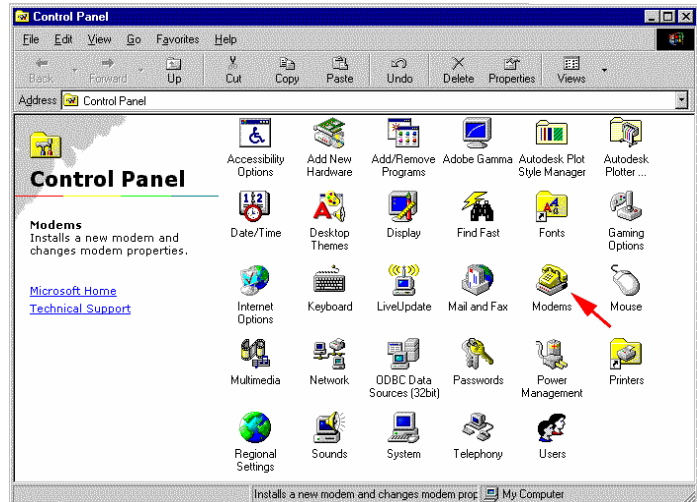 Control Panel
File Edit View Go Favorites Help
Back Forward Up Cut Copy Paste Undo Delete Properties Views
Address Control Panel
Control Panel
Modems
Installs a new modem and
changes modem properties.
Microsoft Home
Technical Support
Accessibility
Options
Add New
Hardware
Add/Remove
Programs
Adobe Gamma
Autodesk Plot
Style Manager
Autodesk
Plotter ...
Date/Time
Desktop
Themes
Display
Find Fast
Fonts
Gaming
Options
Internet
Options
Keyboard
LiveUpdate
Mail and Fax
Modems
Mouse
Multimedia
Network
ODBC Data
Sources (32bit)
Passwords
Power
Management
Printers
Regional
Settings
Sounds
System
Telephony
Users
Installs a new modem and changes modem prop My Computer